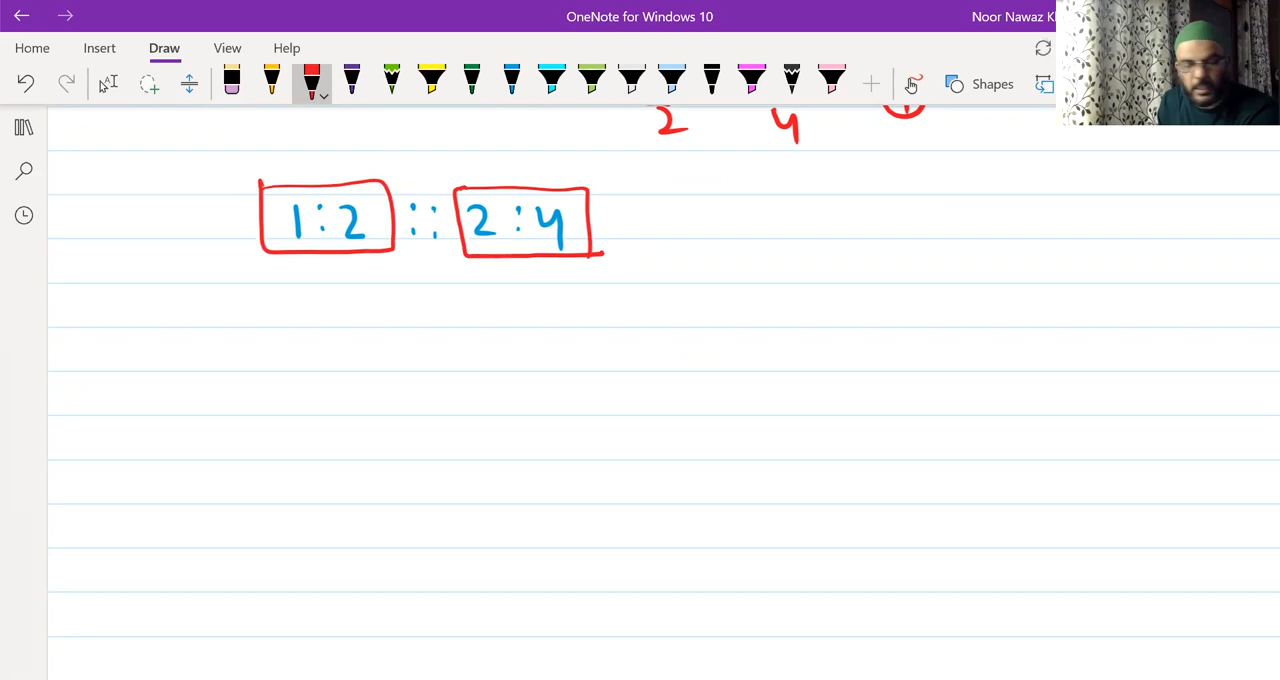 OneNote for Windows 10
Noor Nawaz
Home Insert Draw View Help
Shapes
2 4
1 : 2 :: 2 : 4